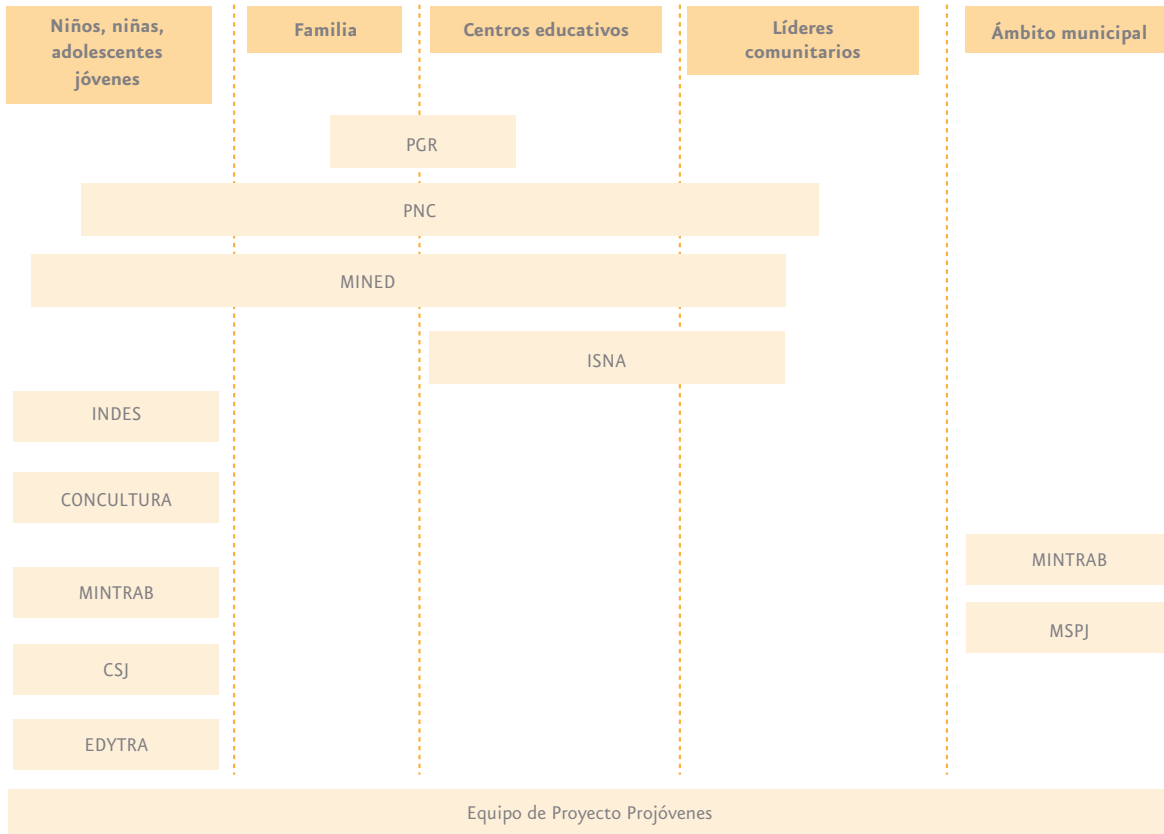 Niños, niñas,
adolescentes
jóvenes
Familia
Centros educativos
Líderes
comunitarios
Ámbito municipal
PGR
PNC
MINED
ISNA
INDES
CONCULTURA
MINTRAB
MINTRAB
MSPJ
CSJ
EDYTRA
Equipo de Proyecto Projóvenes